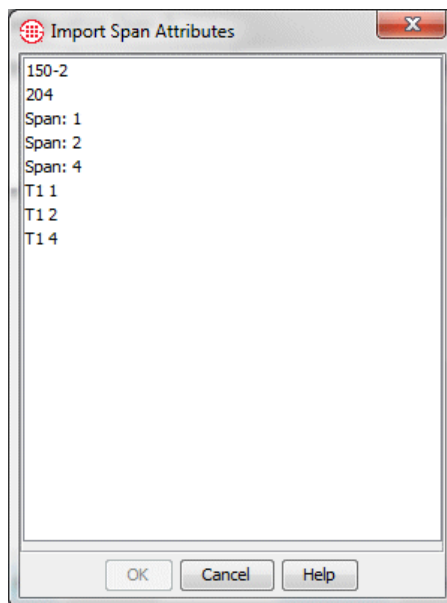 Import Span Attributes
150-2
204
Span: 1
Span: 2
Span: 4
T1 1
T1 2
T1 4
OK Cancel Help